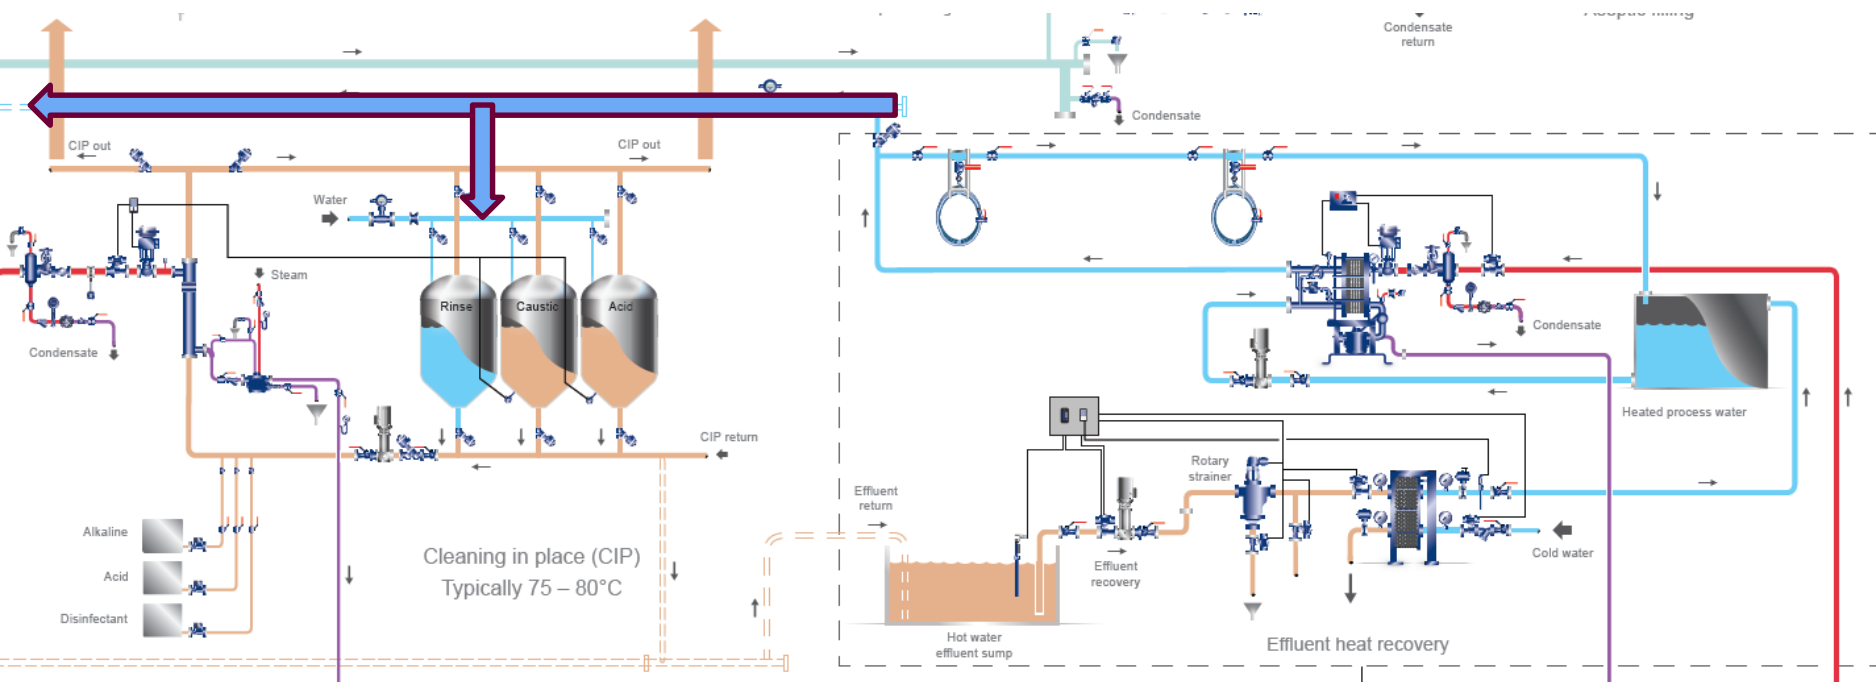 Aseptic filling
Condensate
return
Condensate
CIP out
CIP out
Water
Steam
Rinse
Caustic
Acid
Condensate
Condensate
Heated process water
CIP return
Rotary
strainer
Effluent
return
Alkaline
Acid
Disinfectant
Cleaning in place (CIP)
Typically 75 – 80°C
Effluent
recovery
Cold water
Hot water
effluent sump
Effluent heat recovery